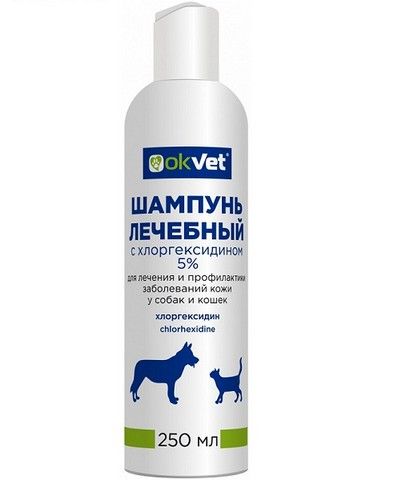 okvet®
ШАМПУНЬ
ЛЕЧЕБНЫЙ
с хлоргексидином
5%
для лечения и профилактики
заболеваний кожи
у собак и кошек
хлоргексидин
chlorhexidine
250 мл